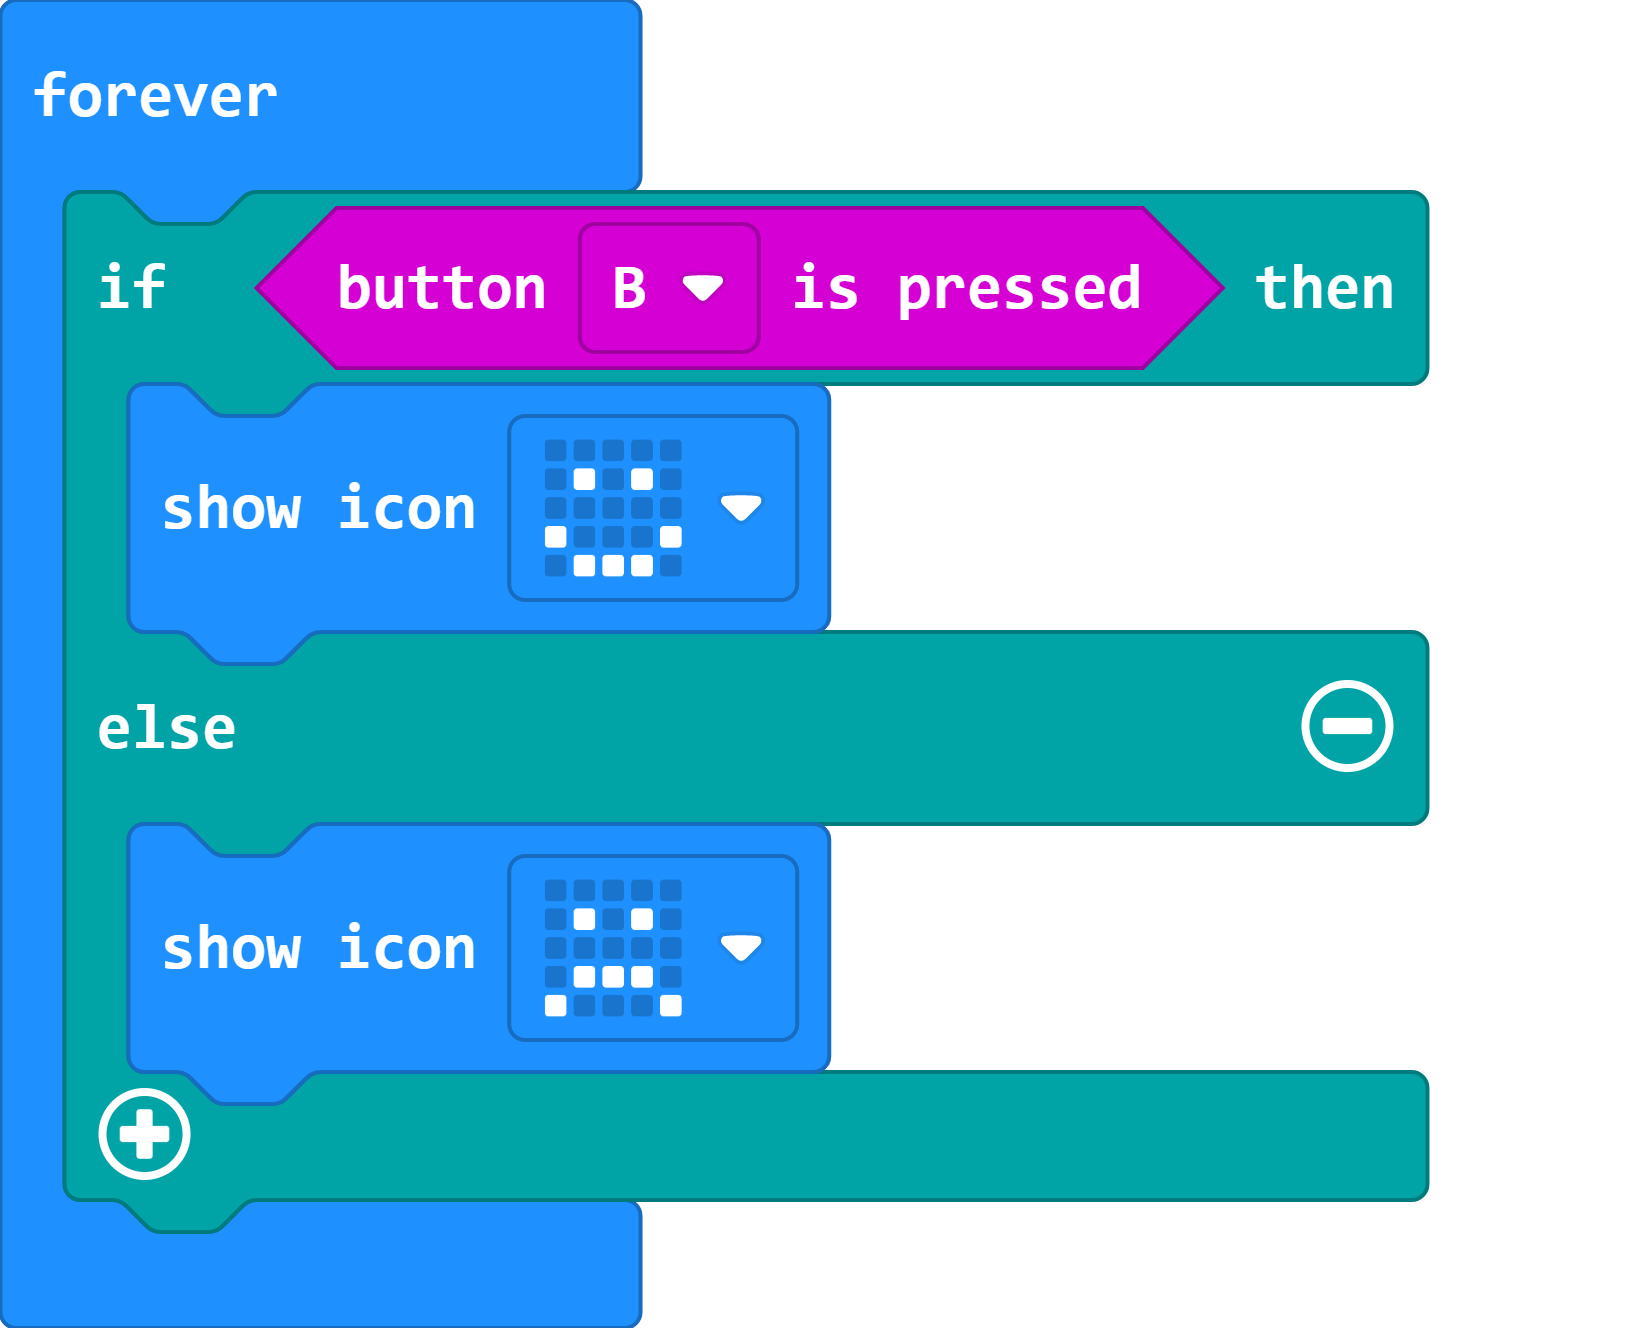 forever
if button B is pressed then
show icon
else
show icon